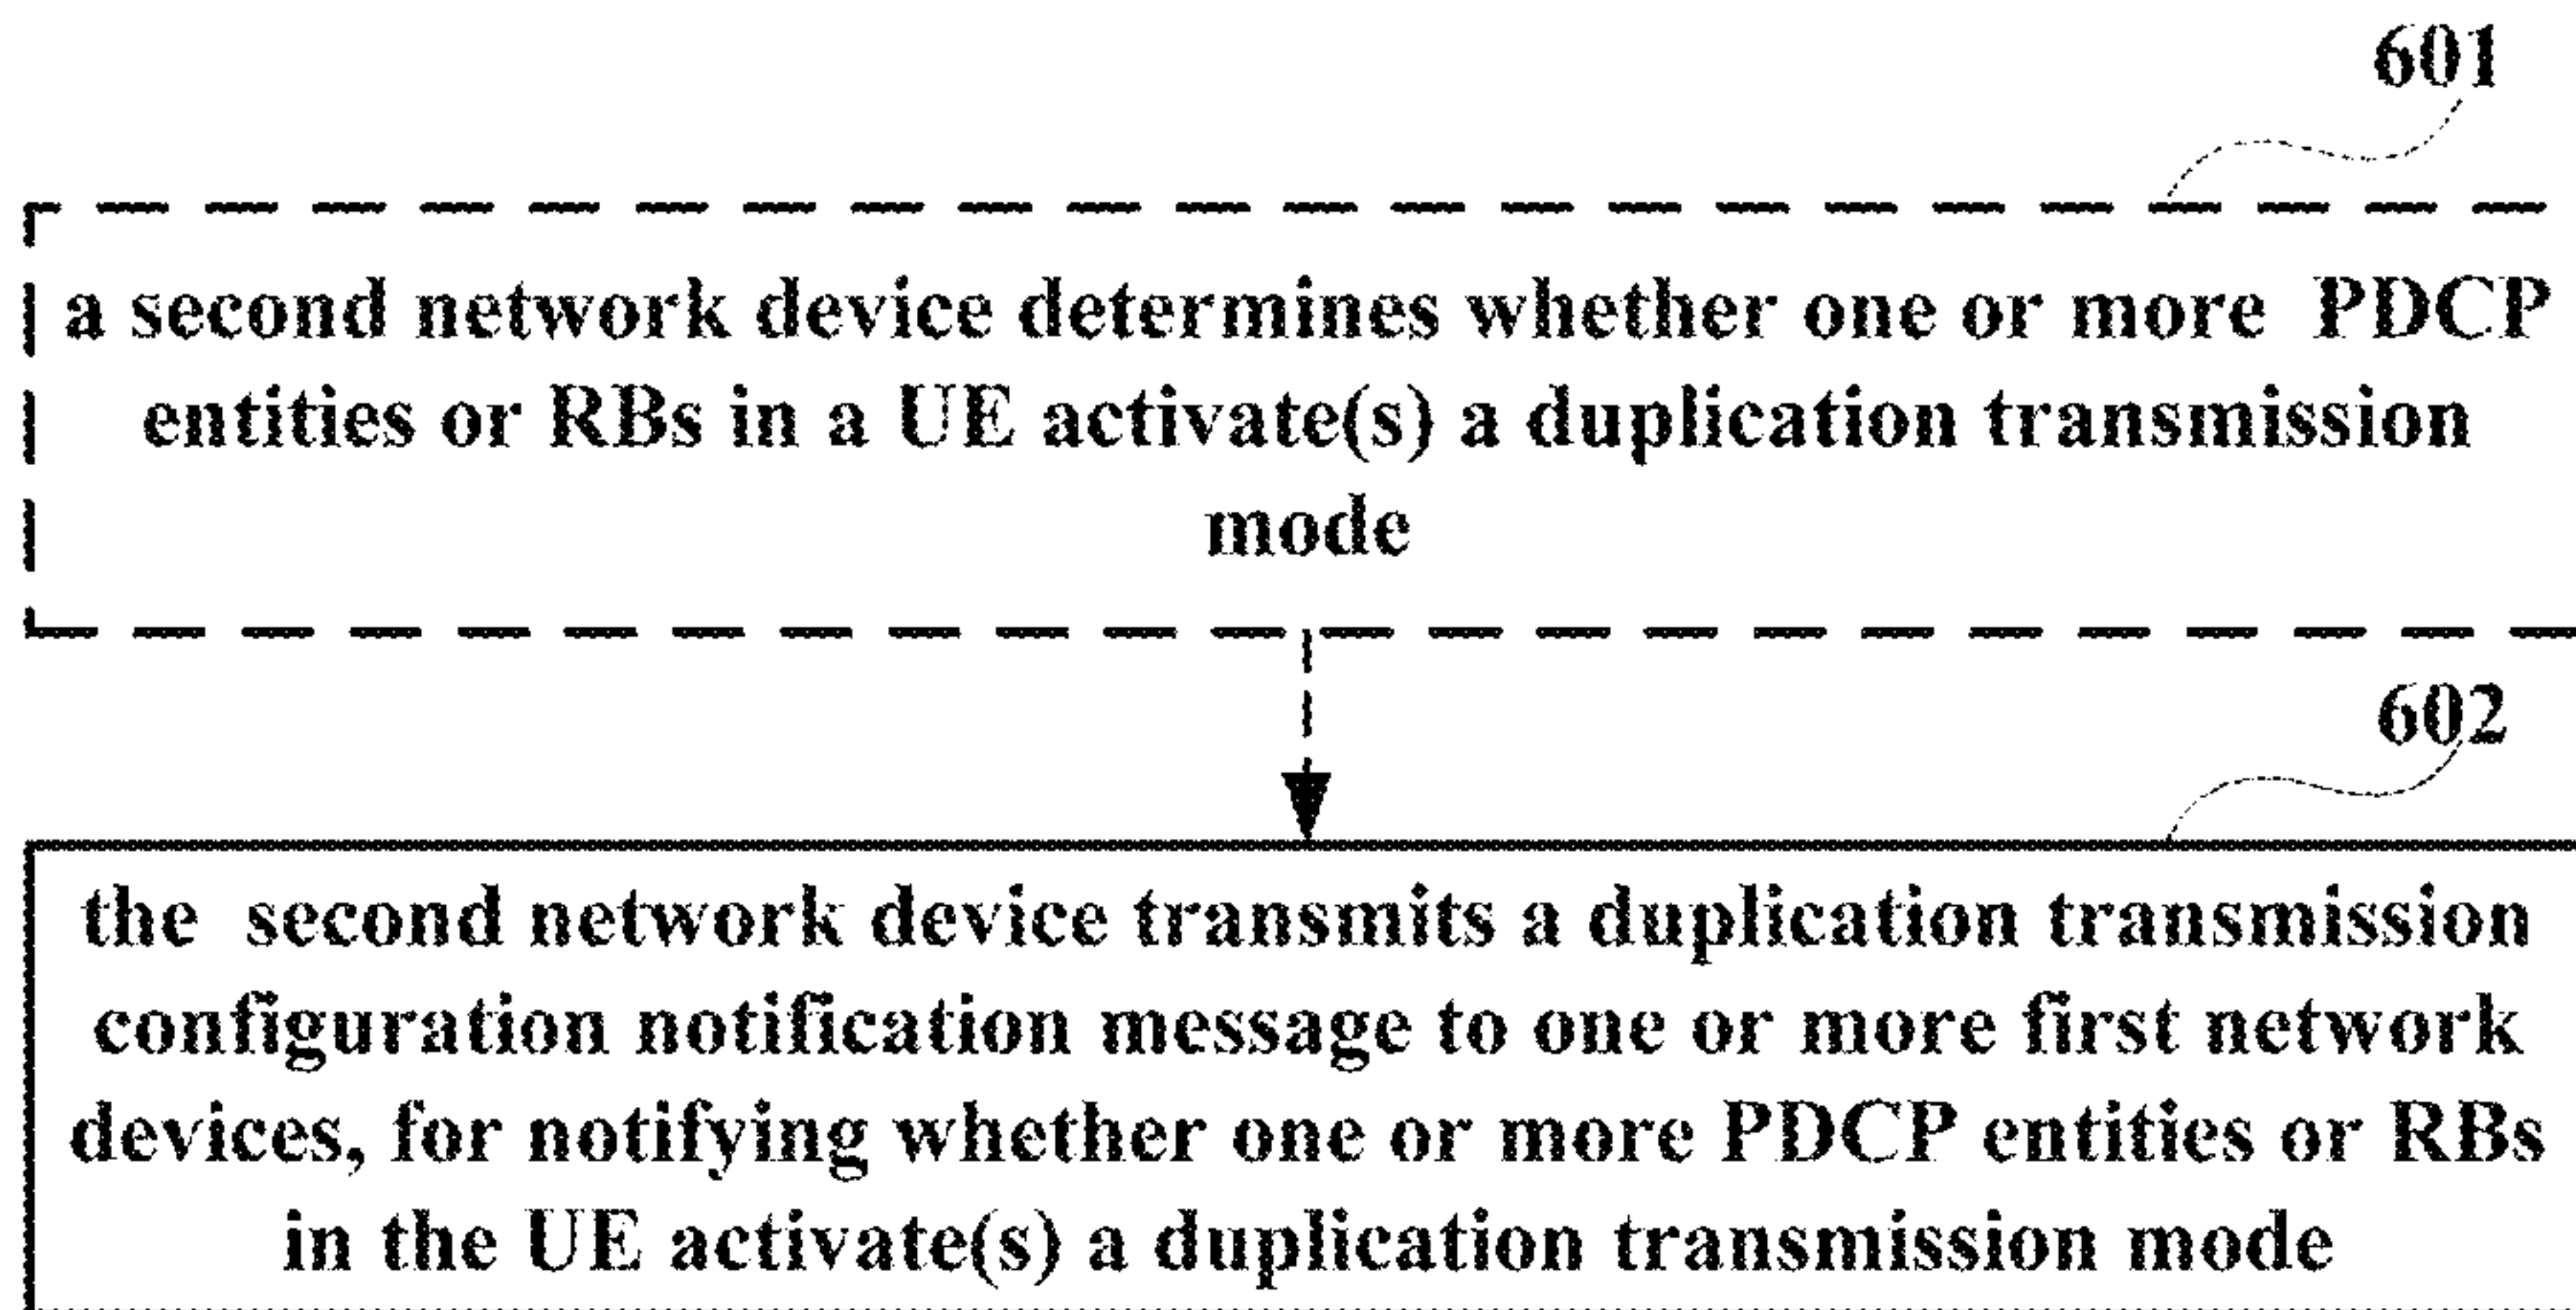 601
a second network device determines whether one or more PDCP
entities or RBs in a UE activate(s) a duplication transmission
mode
602
the second network device transmits a duplication transmission
configuration notification message to one or more first network
devices, for notifying whether one or more PDCP entities or RBs
in the UE activate(s) a duplication transmission mode